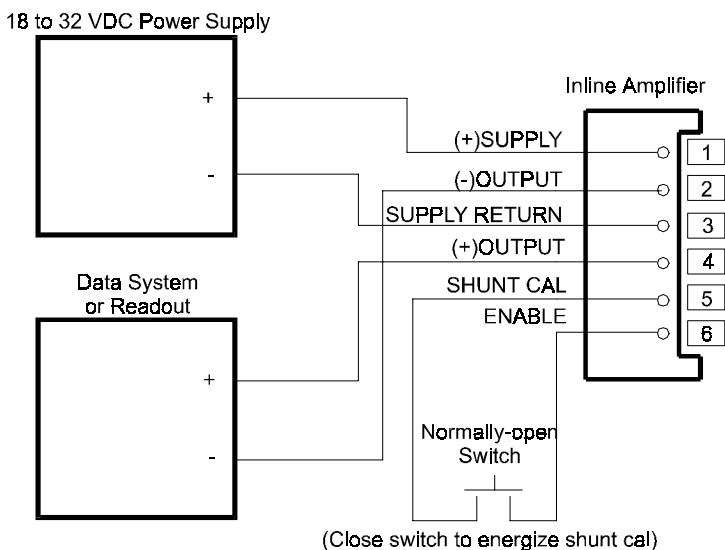 18 to 32 VDC Power Supply
+
-
Inline Amplifier
(+)SUPPLY
1
(-)OUTPUT
2
SUPPLY RETURN
3
(+)OUTPUT
4
SHUNT CAL
5
ENABLE
6
Data System
or Readout
+
-
Normally-open
Switch
(Close switch to energize shunt cal)